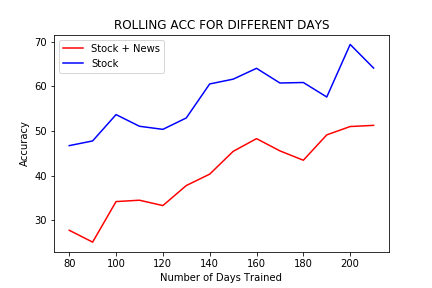 ROLLING ACC FOR DIFFERENT DAYS
Stock + News
Stock
Accuracy
70
60
50
40
30
80 100 120 140 160 180 200
Number of Days Trained